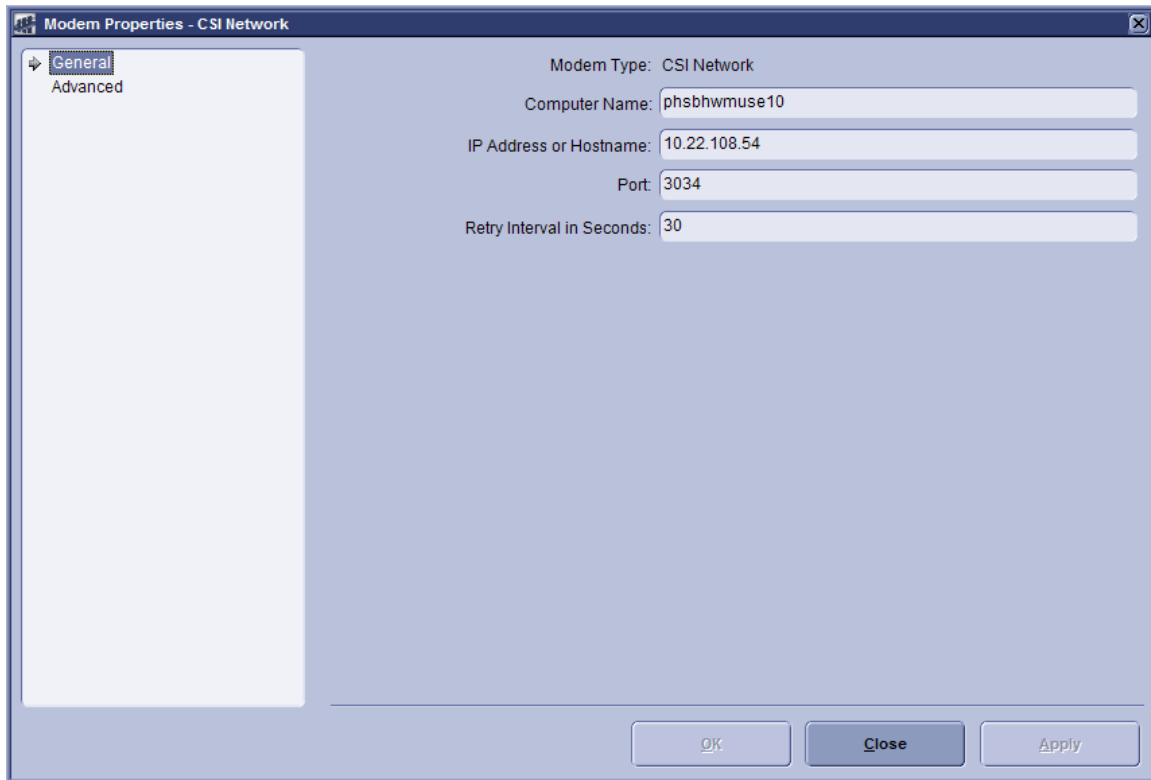 Modem Properties - CSI Network
General
Advanced
Modem Type: CSI Network
Computer Name: phsbhwmuse10
IP Address or Hostname: 10.22.108.54
Port: 3034
Retry Interval in Seconds: 30
OK
Close
Apply